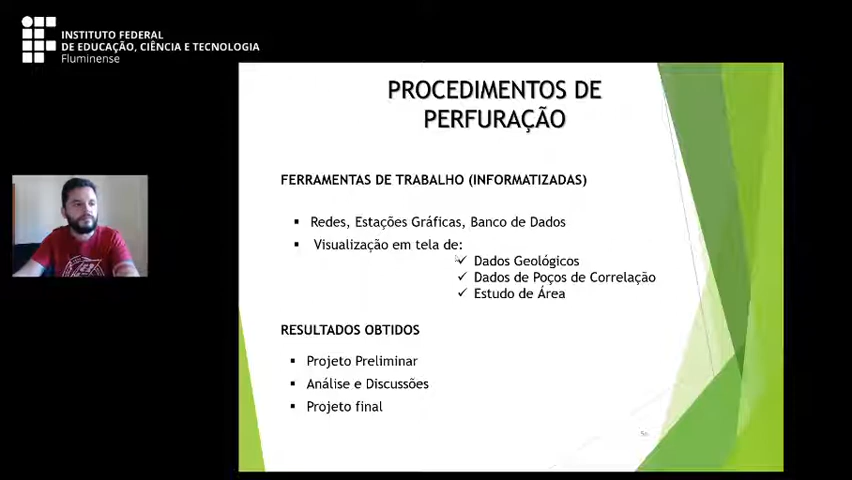 INSTITUTO FEDERAL
DE EDUCAÇÃO, CIÊNCIA E TECNOLOGIA
Fluminense
PROCEDIMENTOS DE
PERFURAÇÃO
FERRAMENTAS DE TRABALHO (INFORMATIZADAS)
Redes, Estações Gráficas, Banco de Dados
Visualização em tela de:
Dados Geológicos
Dados de Poços de Correlação
Estudo de Área
RESULTADOS OBTIDOS
Projeto Preliminar
Análise e Discussões
Projeto final